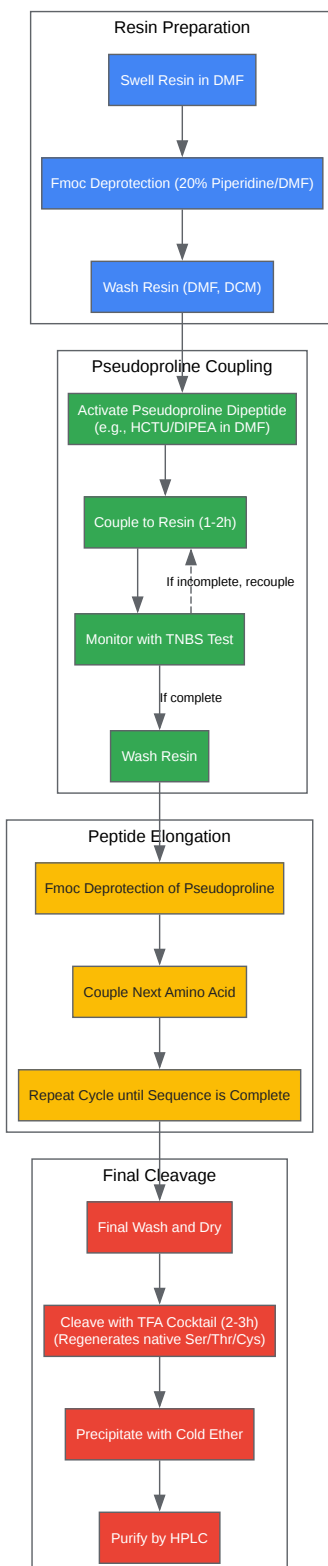 Resin Preparation
Swell Resin in DMF
Fmoc Deprotection (20% Piperidine/DMF)
Wash Resin (DMF, DCM)
Pseudoproline Coupling
Activate Pseudoproline Dipeptide
(e.g., HCTU/DIPEA in DMF)
Couple to Resin (1-2h)
If incomplete, recouple
Monitor with TNBS Test
If complete
Wash Resin
Peptide Elongation
Fmoc Deprotection of Pseudoproline
Couple Next Amino Acid
Repeat Cycle until Sequence is Complete
Final Cleavage
Final Wash and Dry
Cleave with TFA Cocktail (2-3h)
(Regenerates native Ser/Thr/Cys)
Precipitate with Cold Ether
Purify by HPLC